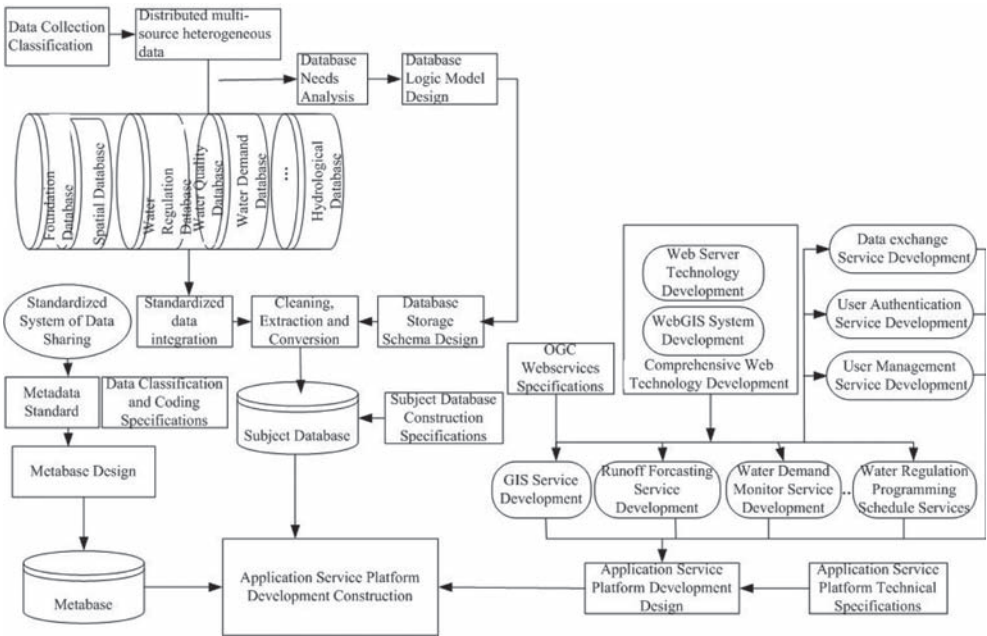 Data Collection
Classification
Distributed multi-
source heterogeneous
data
Database
Needs
Analysis
Database
Logic Model
Design
Foundation
Database
Spatial Database
Water
Regulation
Database
Water Quality
Database
Water Demand
Database
...
Hydrological
Database
Standardized
System of Data
Sharing
Standardized
data
integration
Cleaning,
Extraction and
Conversion
Database
Storage
Schema Design
Metadata
Standard
Data Classification
and Coding
Specifications
Subject Database
Subject Database
Construction
Specifications
Metabase Design
Metabase
Application Service Platform
Development Construction
OGC
Webservices
Specifications
Web Server
Technology
Development
WebGIS System
Development
Comprehensive Web
Technology Development
Data exchange
Service Development
User Authentication
Service Development
User Management
Service Development
GIS Service
Development
Runoff Forcasting
Service
Development
Water Demand
Monitor Service
Development
..
Water Regulation
Programming
Schedule Services
Application Service
Platform Development
Design
Application Service
Platform Technical
Specifications